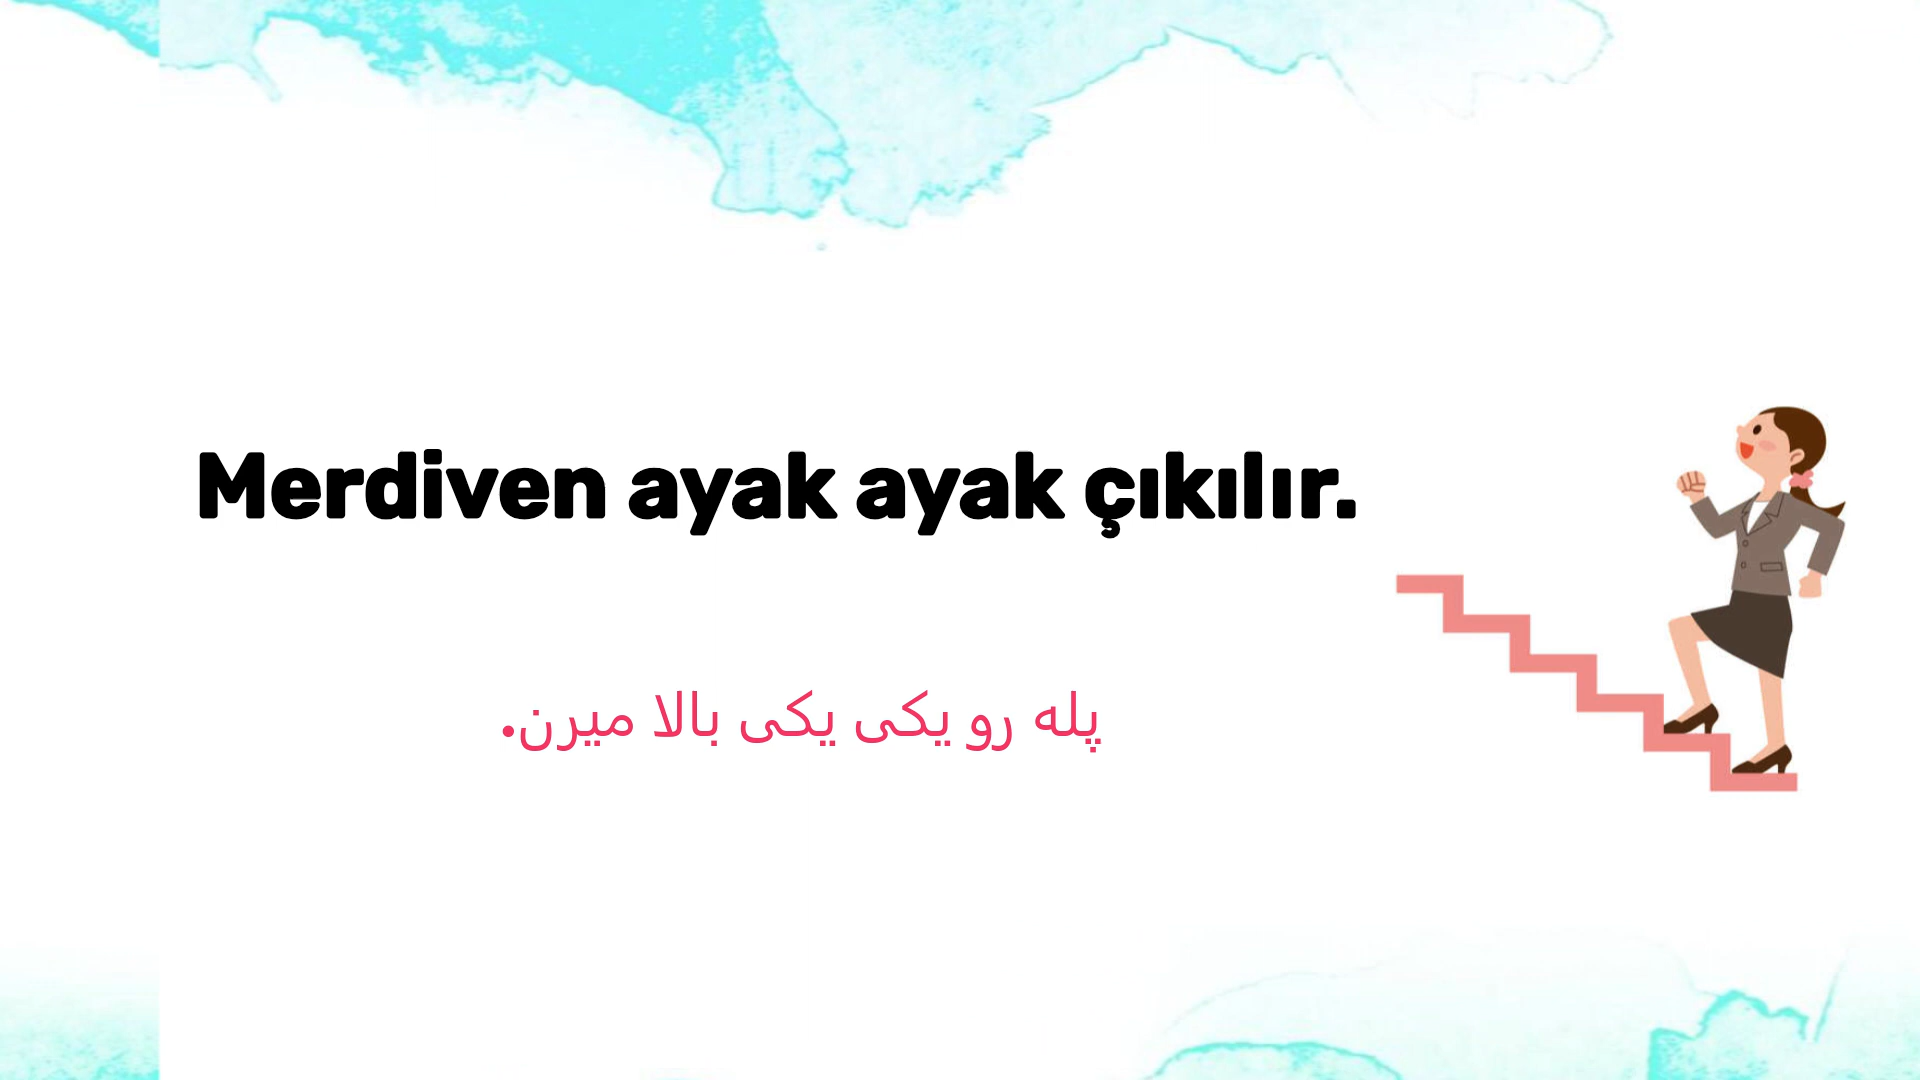 Merdiven ayak ayak çıkılır.
پله رو یکی یکی بالا میرن.